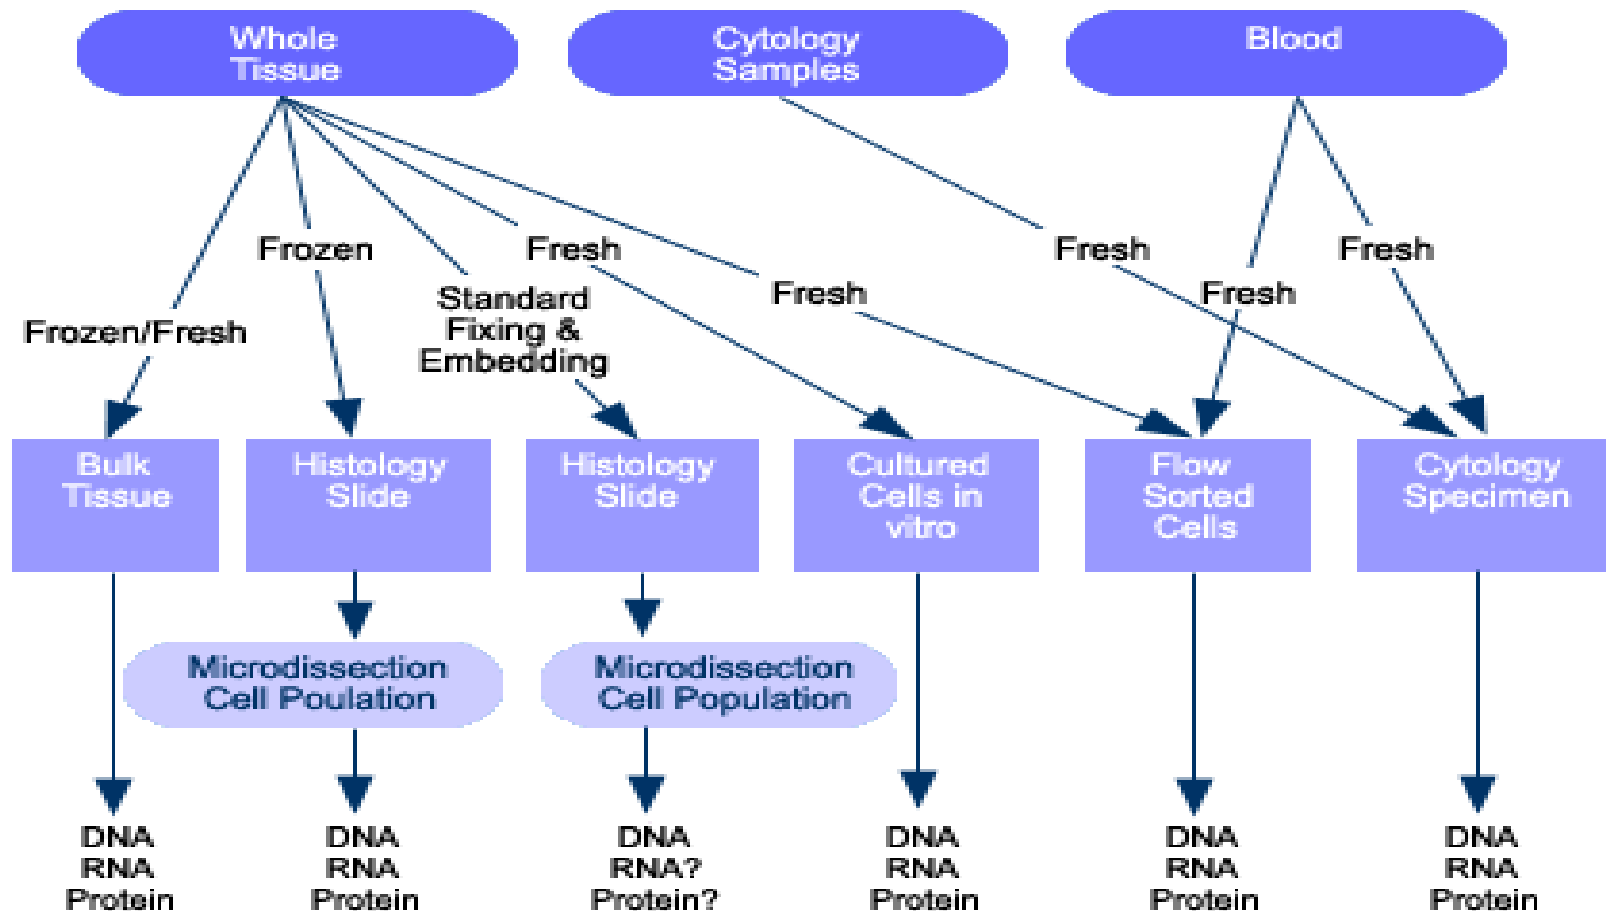 Whole
Tissue
Cytology
Samples
Blood
Frozen
Fresh
Fresh
Fresh
Fresh
Fresh
Standard
Fixing &
Embedding
Frozen/Fresh
Bulk
Tissue
Histology
Slide
Histology
Slide
Cultured
Cells in
vitro
Flow
Sorted
Cells
Cytology
Specimen
Microdissection
Cell Poulation
Microdissection
Cell Population
DNA
RNA
Protein
DNA
RNA
Protein
DNA
RNA?
Protein?
DNA
RNA
Protein
DNA
RNA
Protein
DNA
RNA
Protein